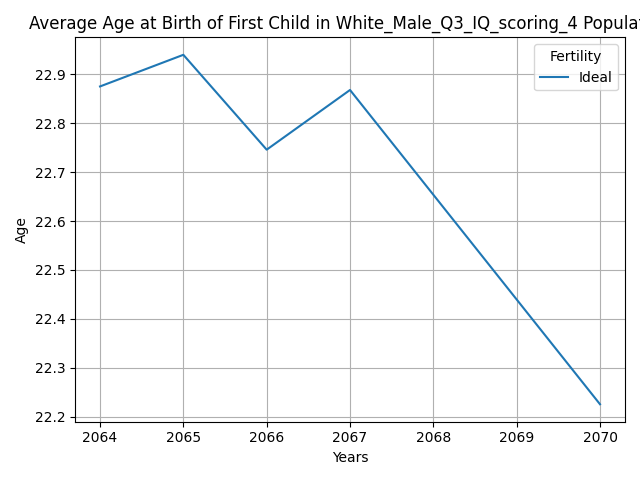 Average Age at Birth of First Child in White_Male_Q3_IQ_scoring_4 Popula
Fertility
Ideal
Age
22.9
22.8
22.7
22.6
22.5
22.4
22.3
22.2
2064 2065 2066 2067 2068 2069 2070
Years